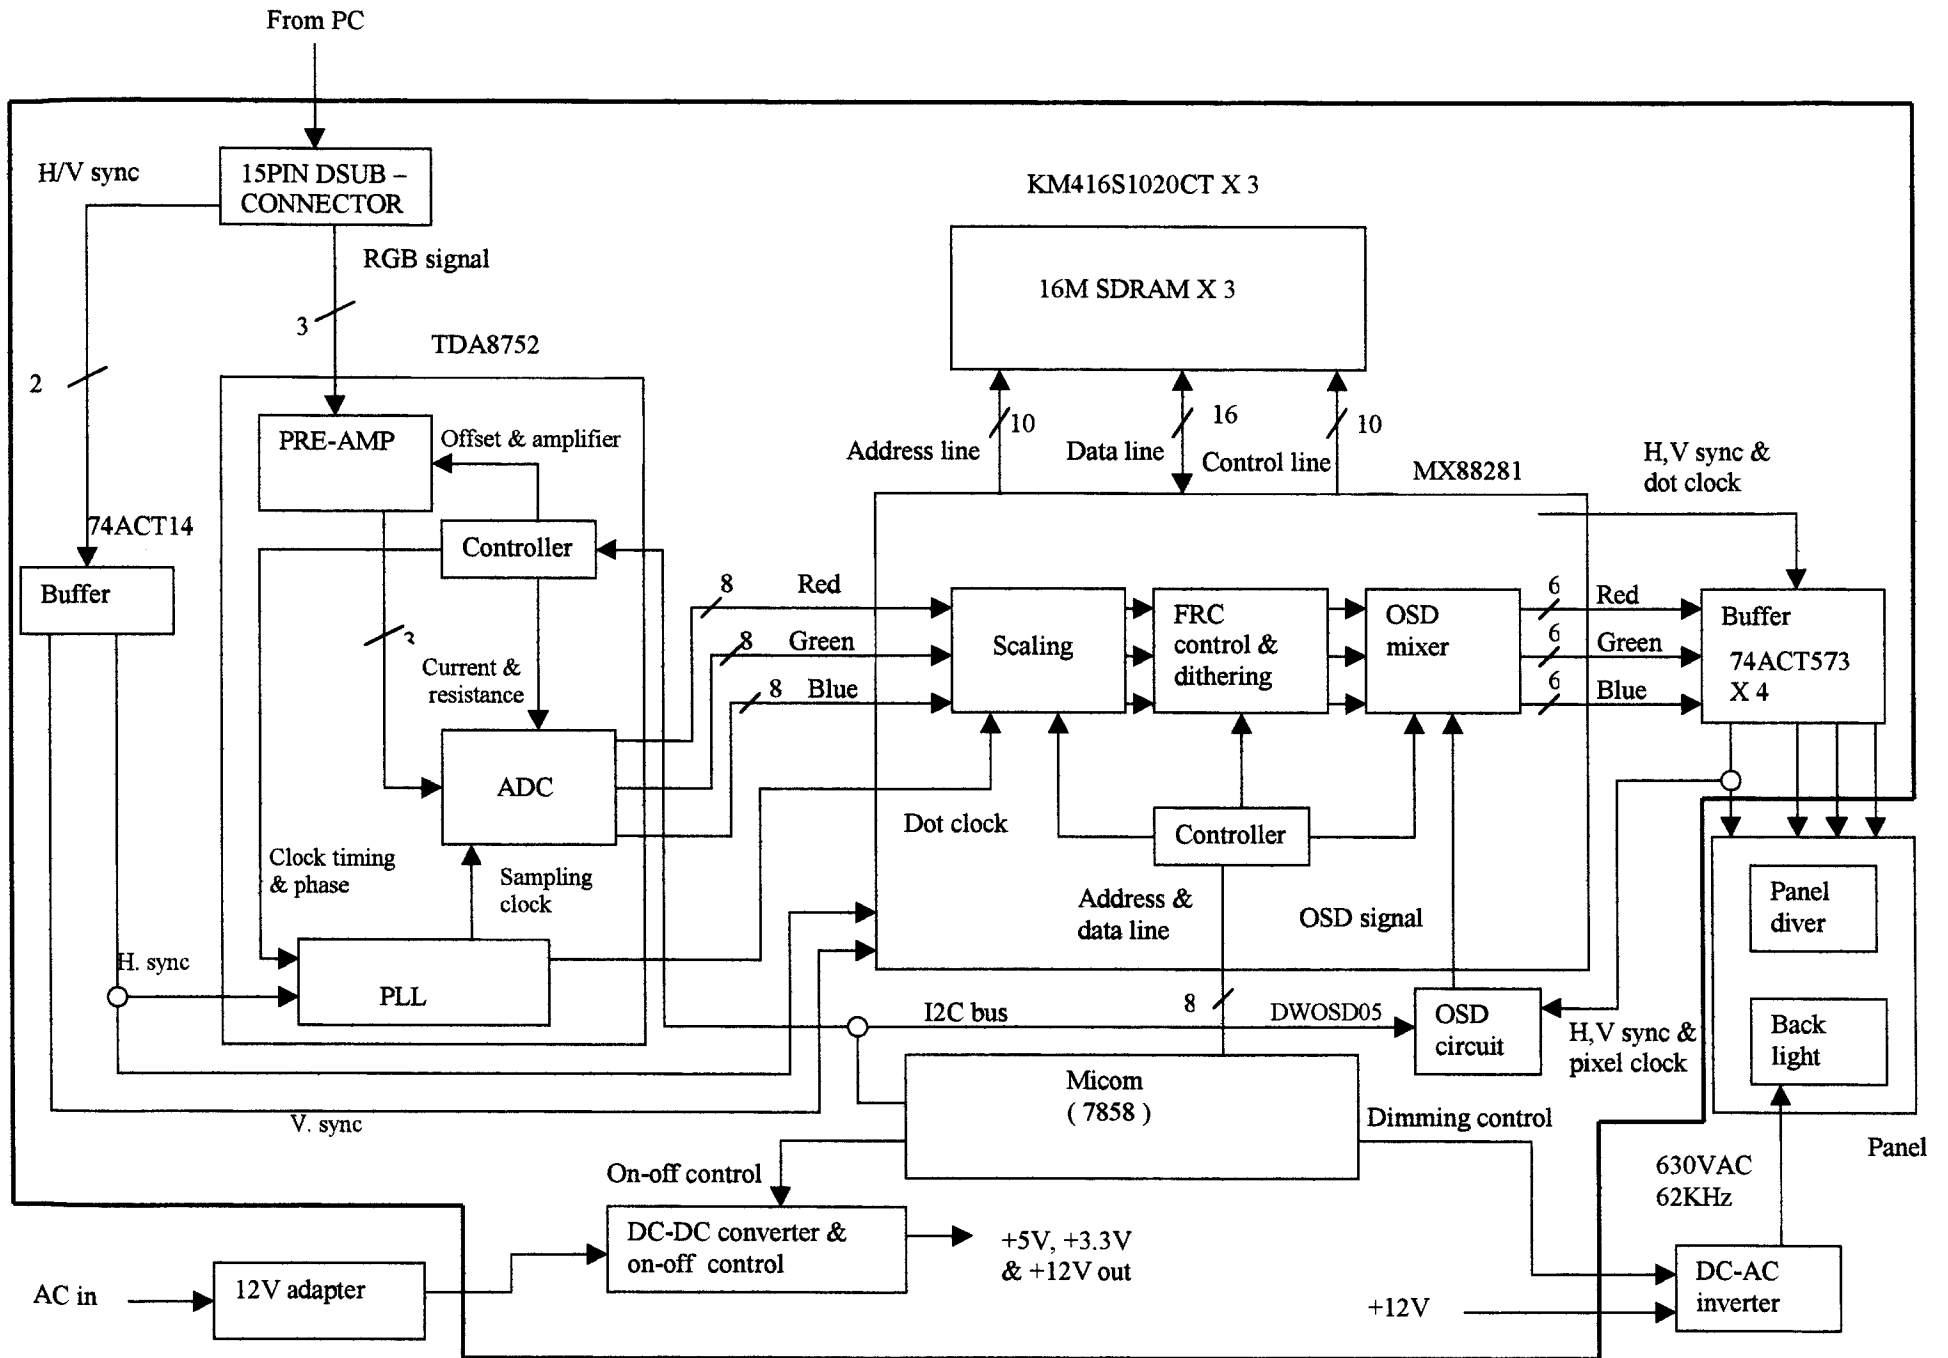 From PC
H/V sync
15PIN DSUB –
CONNECTOR
KM416S1020CT X 3
RGB signal
16M SDRAM X 3
3
TDA8752
2
10
16
10
PRE-AMP
Offset & amplifier
Address line
Data line
Control line
MX88281
H,V sync &
dot clock
74ACT14
Controller
Buffer
8
Red
8
Green
8
Blue
Scaling
FRC
control &
dithering
OSD
mixer
6
Red
6
Green
6
Blue
Buffer
74ACT573
X 4
3
Current &
resistance
ADC
Dot clock
Controller
Clock timing
& phase
Sampling
clock
Address &
data line
OSD signal
Panel
diver
H. sync
PLL
8
I2C bus
DWOSD05
OSD
circuit
H,V sync &
pixel clock
Back
light
Micom
( 7858 )
V. sync
Dimming control
Panel
On-off control
630VAC
62KHz
DC-DC converter &
on-off control
+5V, +3.3V
& +12V out
AC in
12V adapter
+12V
DC-AC
inverter